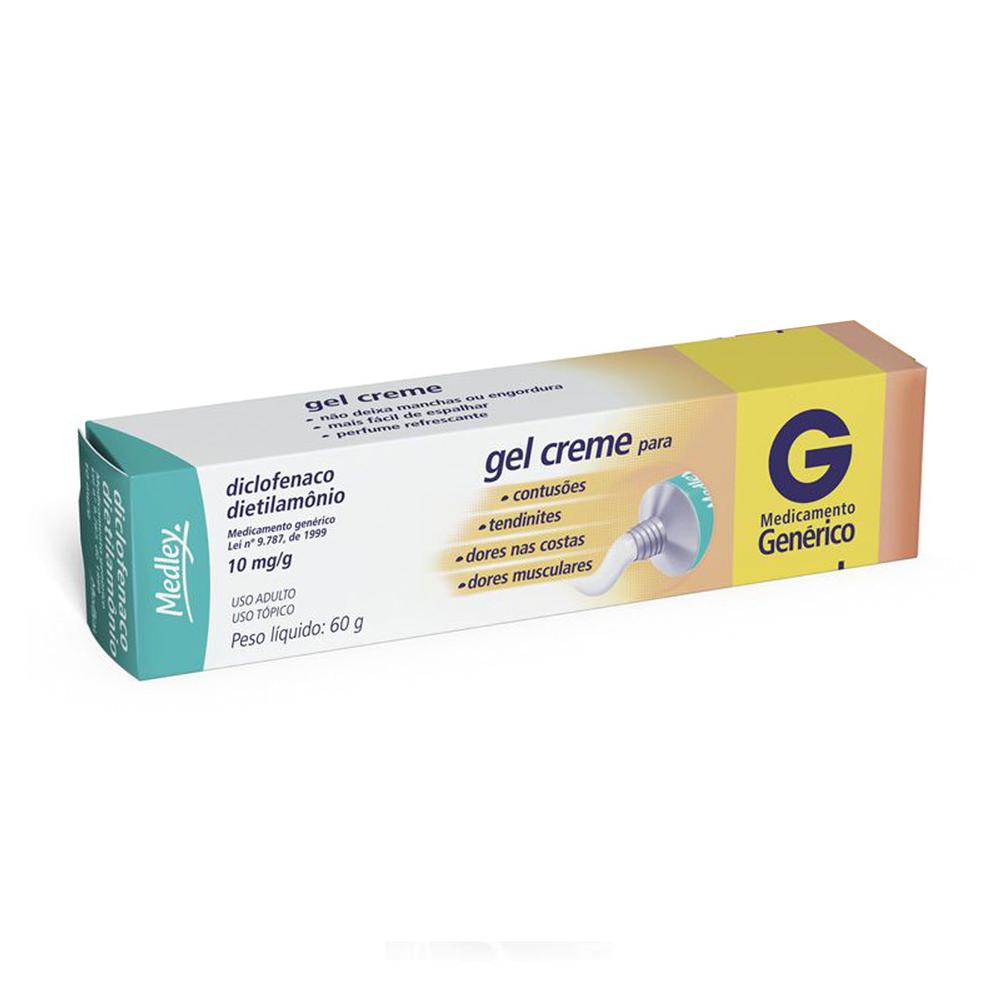 gel creme
• não deixa manchas ou engordura
• mais fácil de espalhar
• perfume refrescante
diclofenaco
dietilamônio
Medicamento genérico
Lei nº 9.787, de 1999
10 mg/g
USO ADULTO
USO TÓPICO
Peso líquido: 60 g
Medley.
diclofenaco
dietilamônio
gel creme para
• contusões
• tendinites
• dores nas costas
• dores musculares
Medley
G
Medicamento
Genérico